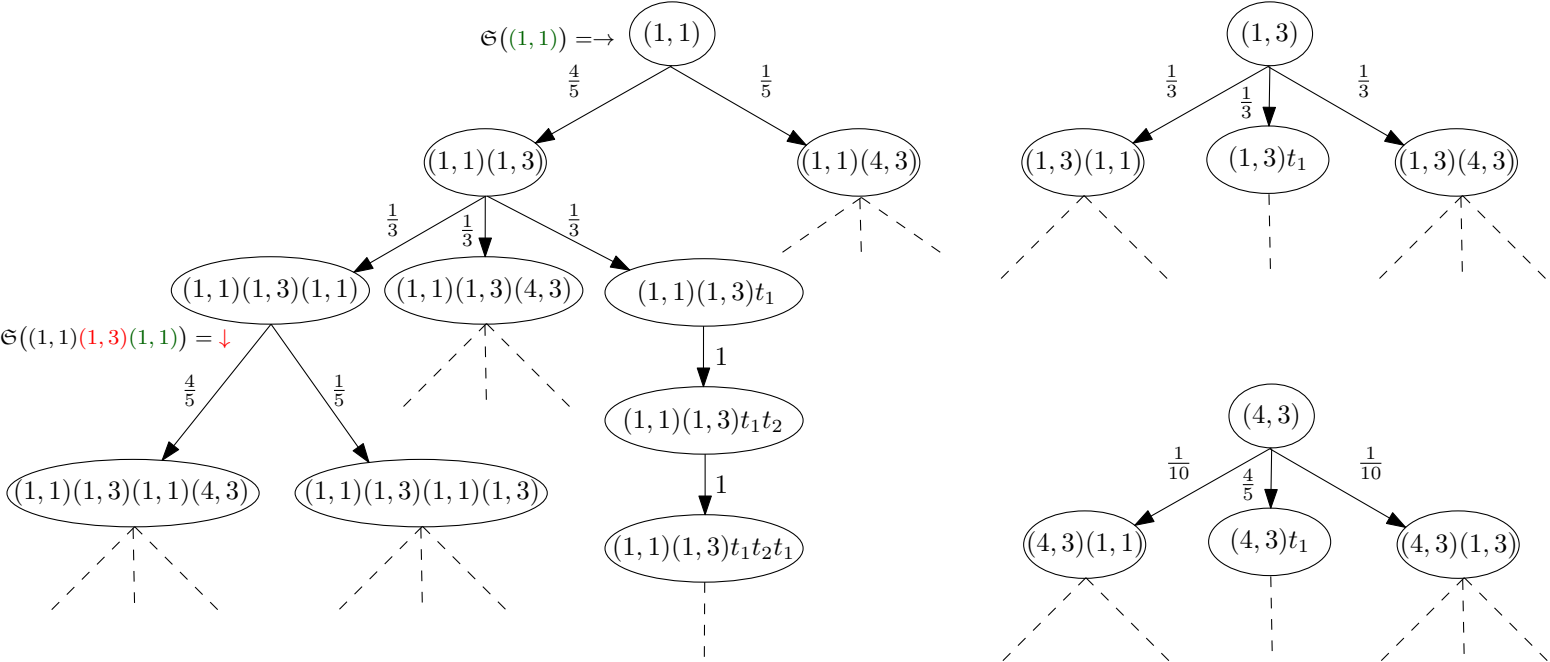 𝔖((1, 1)) =→
(1, 1)
4/5
1/5
(1, 1)(1, 3)
(1, 1)(4, 3)
1/3
1/3
1/3
(1, 1)(1, 3)(1, 1)
(1, 1)(1, 3)(4, 3)
(1, 1)(1, 3)t₁
𝔖((1, 1)(1, 3)(1, 1)) = ↓
4/5
1/5
1
(1, 1)(1, 3)t₁t₂
1
(1, 1)(1, 3)(1, 1)(4, 3)
(1, 1)(1, 3)(1, 1)(1, 3)
(1, 1)(1, 3)t₁t₂t₁
(1, 3)
1/3
1/3
1/3
(1, 3)(1, 1)
(1, 3)t₁
(1, 3)(4, 3)
(4, 3)
1/10
4/5
1/10
(4, 3)(1, 1)
(4, 3)t₁
(4, 3)(1, 3)